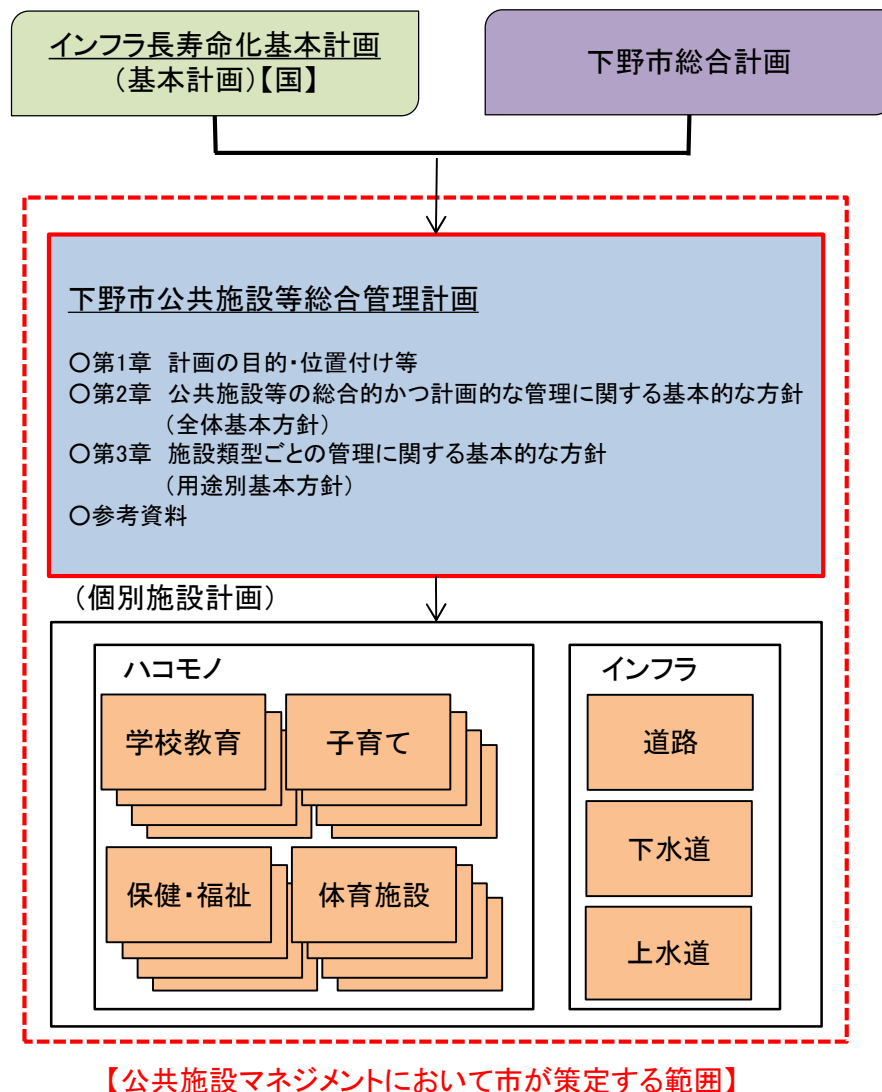 インフラ長寿命化基本計画
(基本計画)【国】
下野市総合計画
下野市公共施設等総合管理計画
〇第1章 計画の目的・位置付け等
〇第2章 公共施設等の総合的かつ計画的な管理に関する基本的な方針
(全体基本方針)
〇第3章 施設類型ごとの管理に関する基本的な方針
(用途別基本方針)
〇参考資料
(個別施設計画)
ハコモノ
学校教育
子育て
保健・福祉
体育施設
インフラ
道路
下水道
上水道
【公共施設マネジメントにおいて市が策定する範囲】